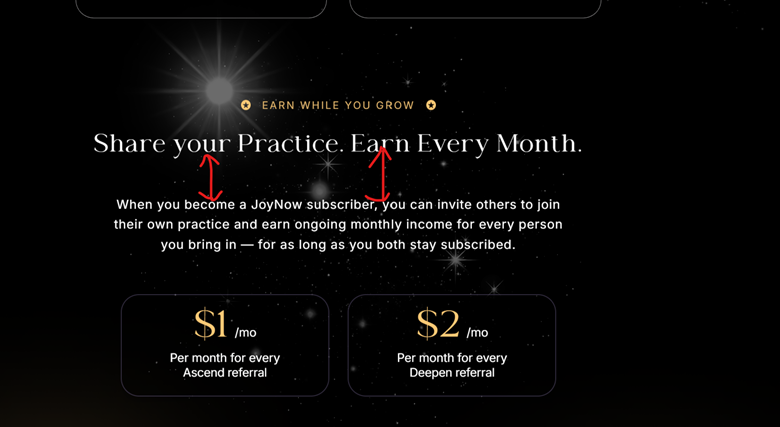 EARN WHILE YOU GROW
Share your Practice. Earn Every Month.
When you become a JoyNow subscriber, you can invite others to join
their own practice and earn ongoing monthly income for every person
you bring in — for as long as you both stay subscribed.
$1 /mo
Per month for every
Ascend referral
$2 /mo
Per month for every
Deepen referral